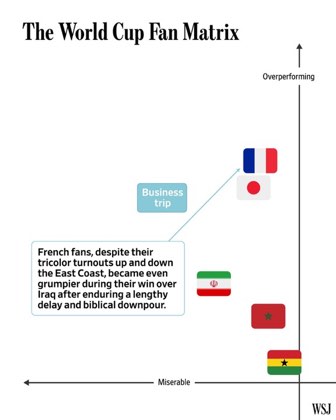 The World Cup Fan Matrix
Overperforming
Business
trip
French fans, despite their
tricolor turnouts up and down
the East Coast, became even
grumpier during their win over
Iraq after enduring a lengthy
delay and biblical downpour.
Miserable
WSJ